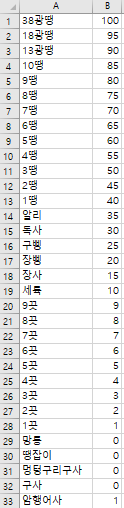 A B
1 38광땡 100
2 18광땡 95
3 13광땡 90
4 10땡 85
5 9땡 80
6 8땡 75
7 7땡 70
8 6땡 65
9 5땡 60
10 4땡 55
11 3땡 50
12 2땡 45
13 1땡 40
14 알리 35
15 독사 30
16 구삥 25
17 장삥 20
18 장사 15
19 세륙 10
20 9끗 9
21 8끗 8
22 7끗 7
23 6끗 6
24 5끗 5
25 4끗 4
26 3끗 3
27 2끗 2
28 1끗 1
29 망통 0
30 땡잡이 0
31 멍텅구리구사 0
32 구사 0
33 암행어사 1